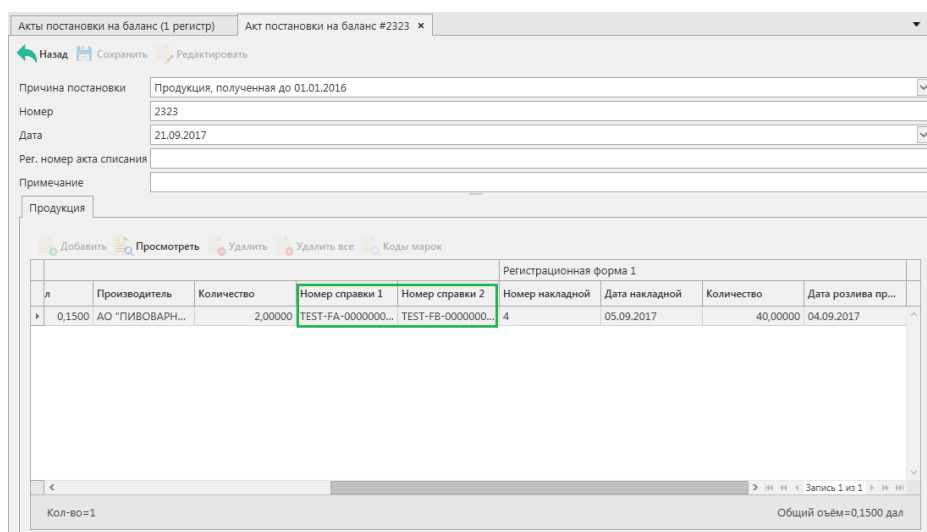 Акты постановки на баланс (1 регистр) Акт постановки на баланс #2323 ×
Назад Сохранить Редактировать
Причина постановки Продукция, полученная до 01.01.2016
Номер 2323
Дата 21.09.2017
Рег. номер акта списания
Примечание
Продукция
Добавить Просмотреть Удалить Удалить все Коды марок
Регистрационная форма 1
л Производитель Количество Номер справки 1 Номер справки 2 Номер накладной Дата накладной Количество Дата розлива пр...
0,1500 АО "ПИВОВАРН... 2,00000 TEST-FA-0000000... TEST-FB-0000000... 4 05.09.2017 40,00000 04.09.2017
Запись 1 из 1
Кол-во=1 Общий оъём=0,1500 дал